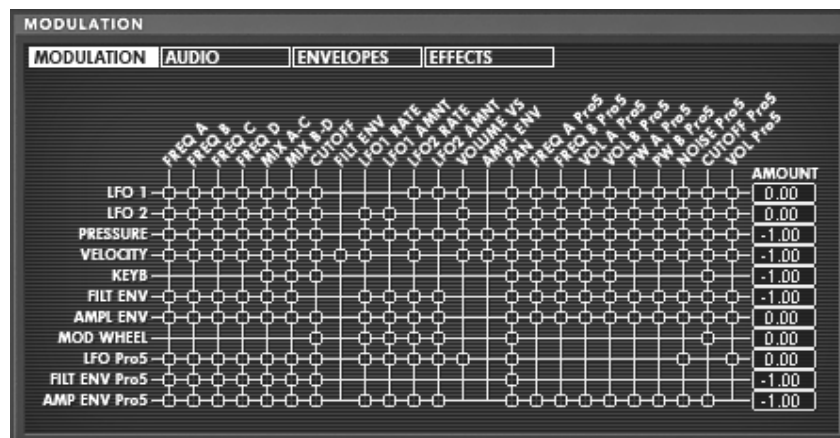 MODULATION
MODULATION AUDIO ENVELOPES EFFECTS
FREQ A
FREQ B
FREQ C
FREQ D
MIX A-C
MIX B-D
CUTOFF
FILT ENV
LFO1 RATE
LFO1 AMNT
LFO2 RATE
LFO2 AMNT
VOLUME VS
AMPL ENV
PAN
FREQ A Pro5
FREQ B Pro5
VOL A Pro5
VOL B Pro5
PW A Pro5
PW B Pro5
NOISE Pro5
CUTOFF Pro5
VOL Pro5
AMOUNT
LFO 1 0.00
LFO 2 0.00
PRESSURE -1.00
VELOCITY -1.00
KEYB -1.00
FILT ENV -1.00
AMPL ENV 0.00
MOD WHEEL 0.00
LFO Pro5 0.00
FILT ENV Pro5 -1.00
AMP ENV Pro5 -1.00